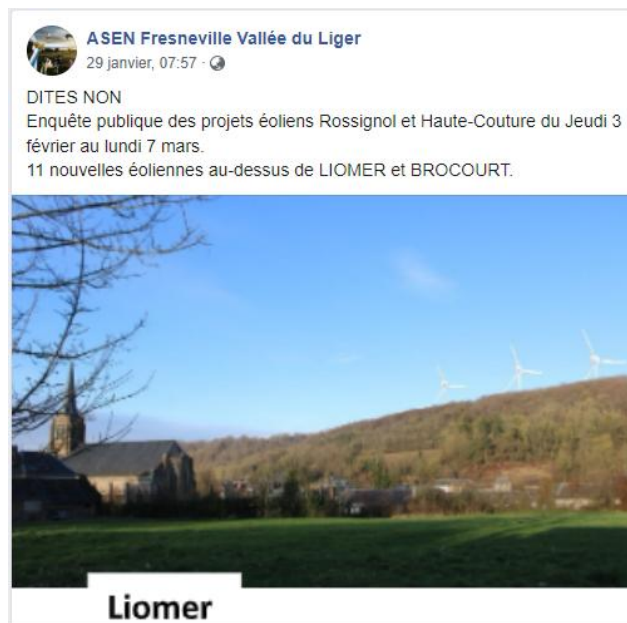 ASEN Fresneville Vallée du Liger
29 janvier, 07:57 ·
DITES NON
Enquête publique des projets éoliens Rossignol et Haute-Couture du Jeudi 3
février au lundi 7 mars.
11 nouvelles éoliennes au-dessus de LIOMER et BROCOURT.
Liomer